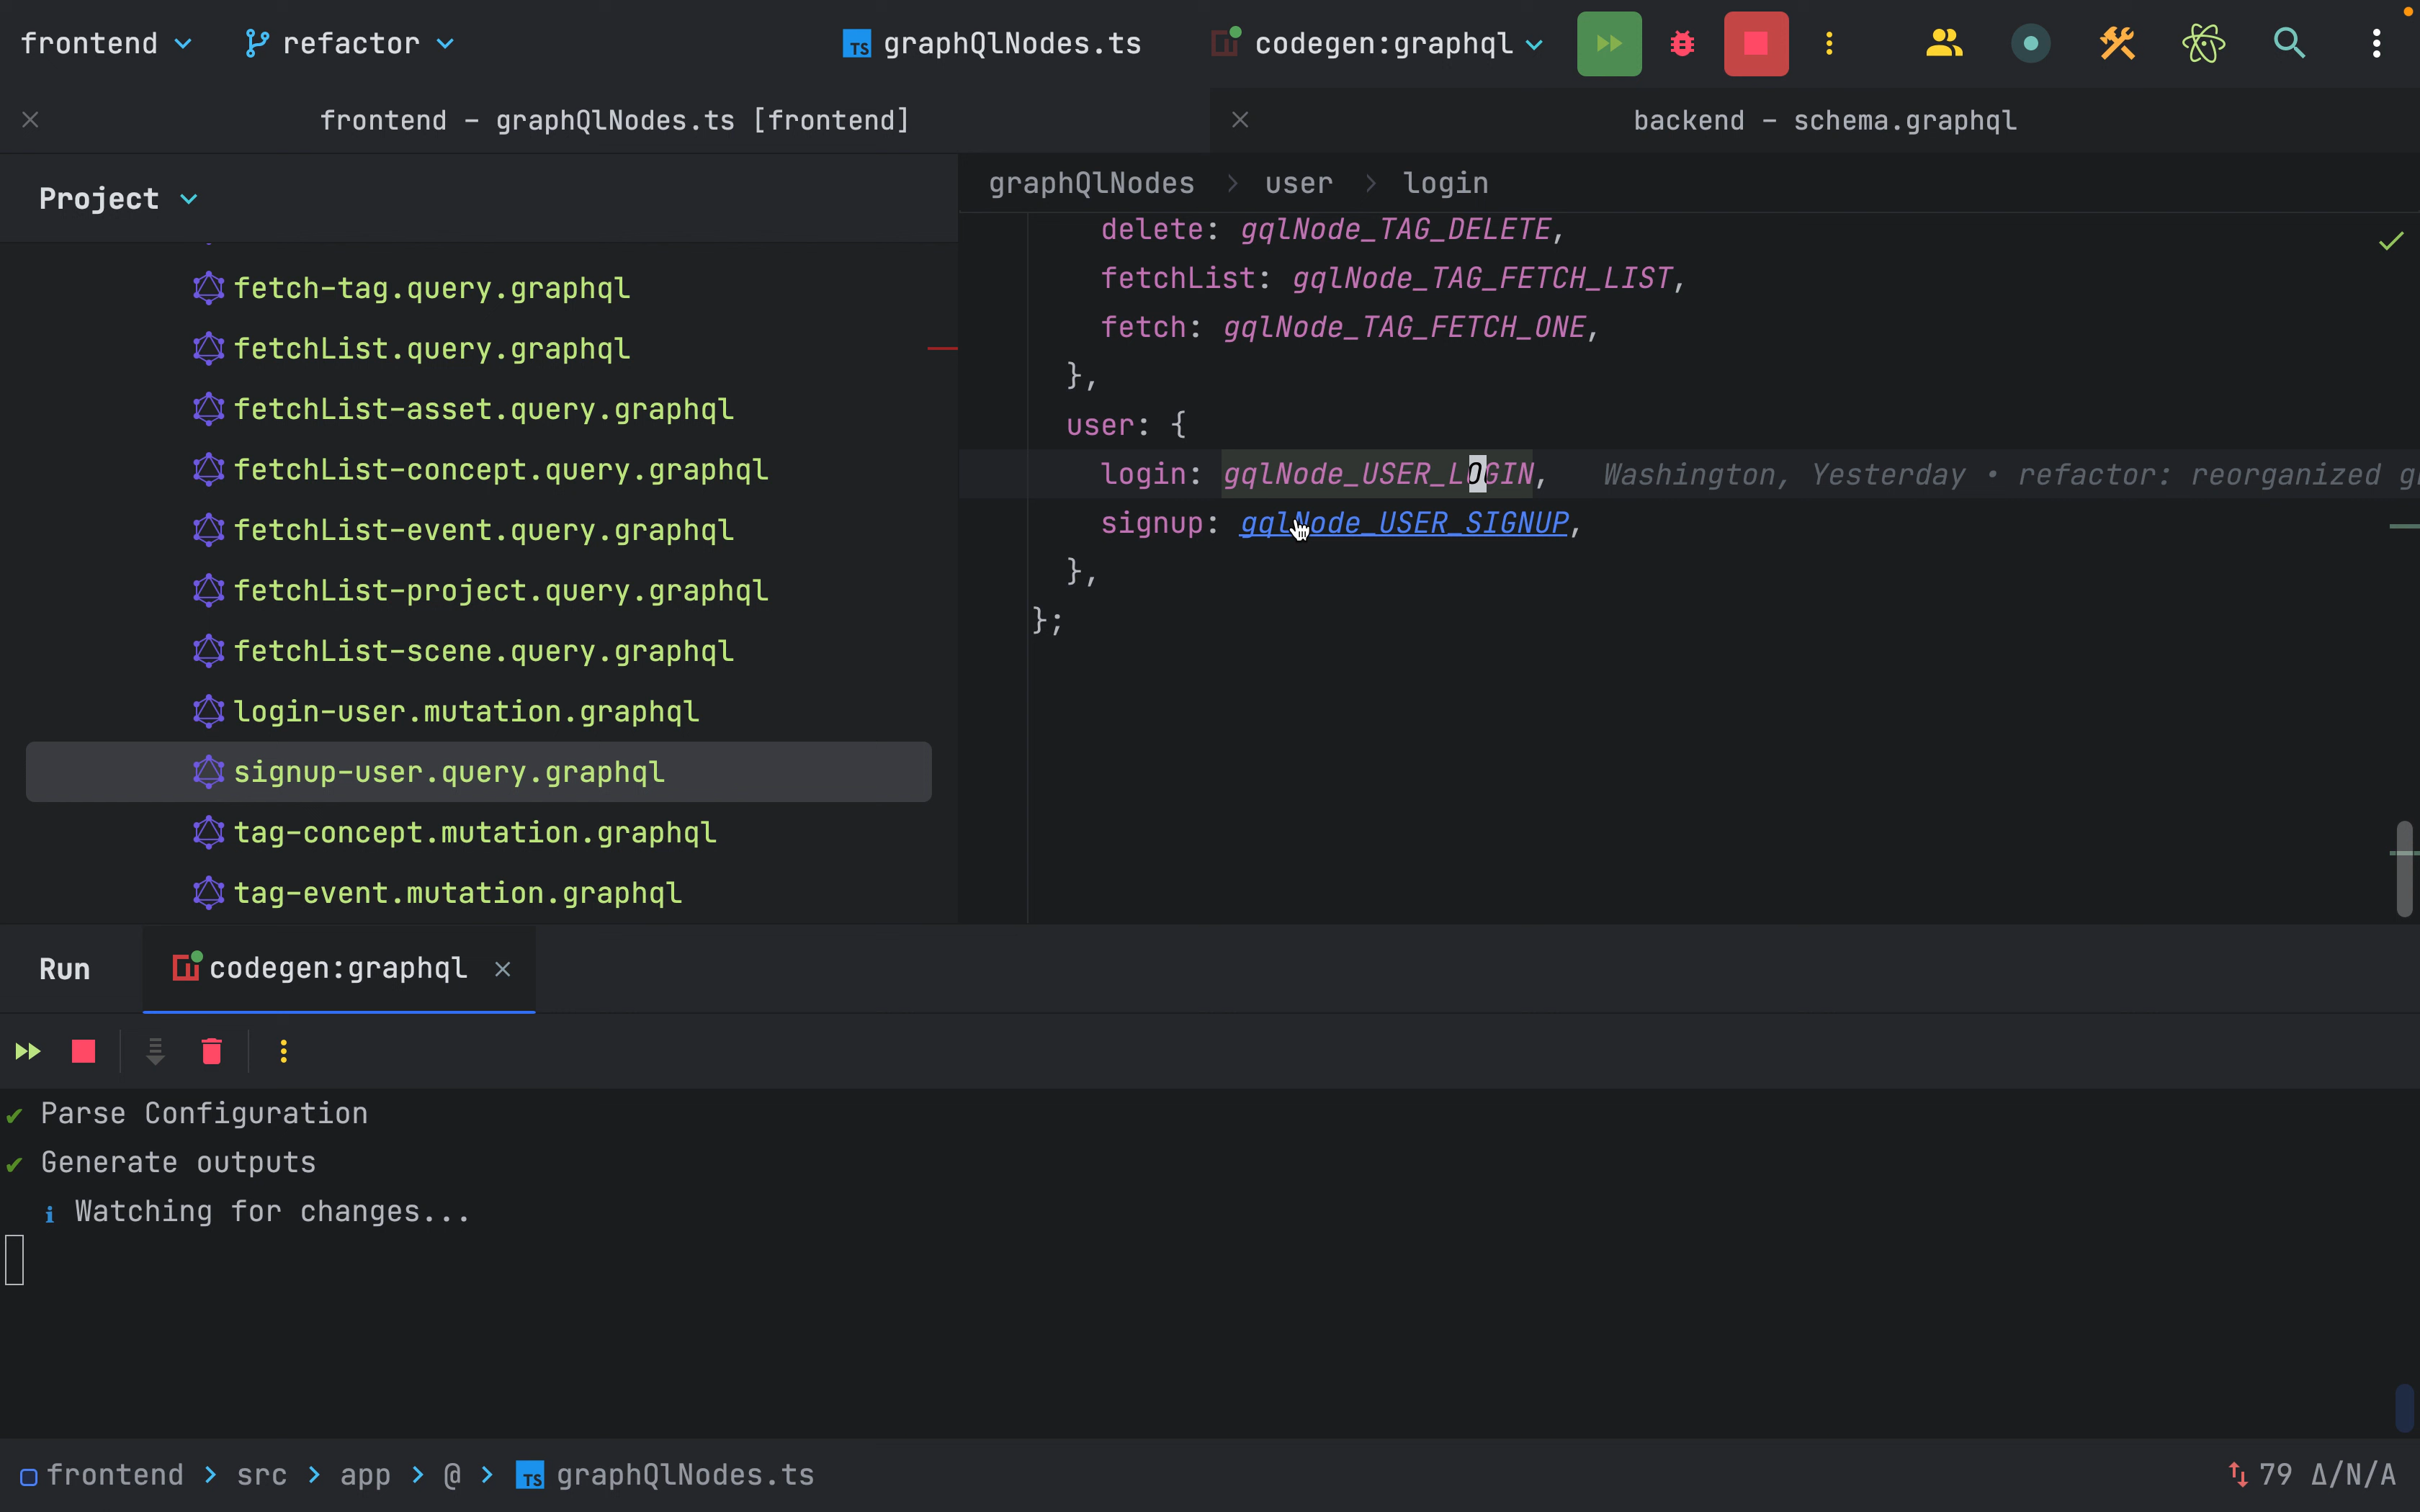 frontend
refactor
TS graphQlNodes.ts
codegen:graphql
frontend – graphQlNodes.ts [frontend]
backend – schema.graphql
Project
fetch-tag.query.graphql
fetchList.query.graphql
fetchList-asset.query.graphql
fetchList-concept.query.graphql
fetchList-event.query.graphql
fetchList-project.query.graphql
fetchList-scene.query.graphql
login-user.mutation.graphql
signup-user.query.graphql
tag-concept.mutation.graphql
tag-event.mutation.graphql
graphQlNodes > user > login
delete: gqlNode_TAG_DELETE,
fetchList: gqlNode_TAG_FETCH_LIST,
fetch: gqlNode_TAG_FETCH_ONE,
},
user: {
login: gqlNode_USER_LOGIN, Washington, Yesterday • refactor: reorganized
signup: gqlNode_USER_SIGNUP,
},
};
Run
codegen:graphql
✔ Parse Configuration
✔ Generate outputs
ℹ Watching for changes...
frontend > src > app > @ > TS graphQlNodes.ts
79 Δ/N/A